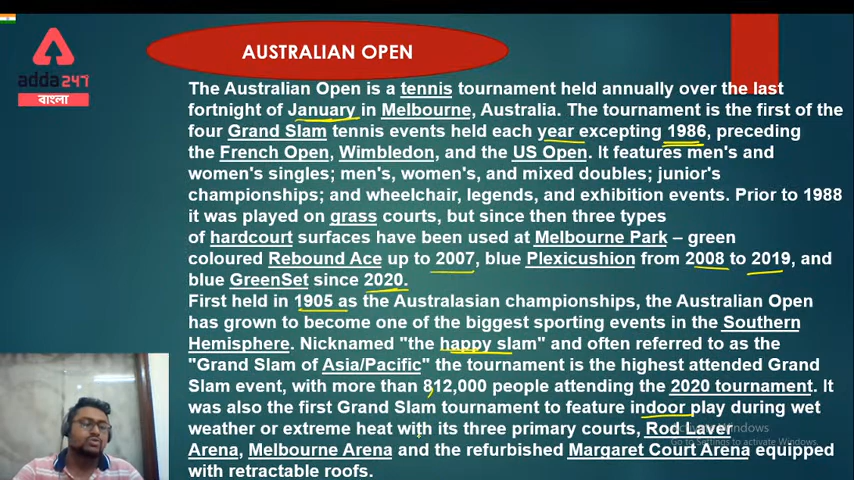 adda247
বাংলা
AUSTRALIAN OPEN
The Australian Open is a tennis tournament held annually over the last
fortnight of January in Melbourne, Australia. The tournament is the first of the
four Grand Slam tennis events held each year excepting 1986, preceding
the French Open, Wimbledon, and the US Open. It features men's and
women's singles; men's, women's, and mixed doubles; junior's
championships; and wheelchair, legends, and exhibition events. Prior to 1988
it was played on grass courts, but since then three types
of hardcourt surfaces have been used at Melbourne Park – green
coloured Rebound Ace up to 2007, blue Plexicushion from 2008 to 2019, and
blue GreenSet since 2020.
First held in 1905 as the Australasian championships, the Australian Open
has grown to become one of the biggest sporting events in the Southern
Hemisphere. Nicknamed "the happy slam" and often referred to as the
"Grand Slam of Asia/Pacific" the tournament is the highest attended Grand
Slam event, with more than 812,000 people attending the 2020 tournament. It
was also the first Grand Slam tournament to feature indoor play during wet
weather or extreme heat with its three primary courts, Rod Laver
Arena, Melbourne Arena and the refurbished Margaret Court Arena equipped
with retractable roofs.
Activate Windows
Go to Settings to activate Windows.